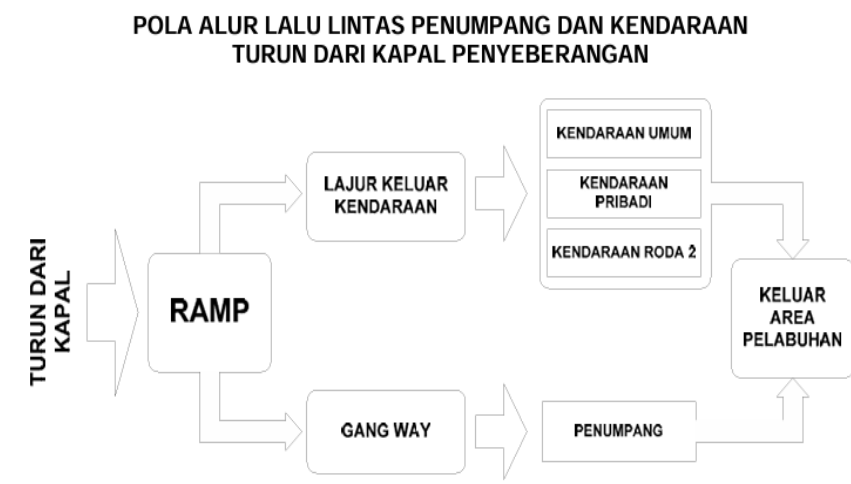 POLA ALUR LALU LINTAS PENUMPANG DAN KENDARAAN
TURUN DARI KAPAL PENYEBERANGAN
TURUN DARI
KAPAL
RAMP
LAJUR KELUAR
KENDARAAN
KENDARAAN UMUM
KENDARAAN
PRIBADI
KENDARAAN RODA 2
GANG WAY
PENUMPANG
KELUAR
AREA
PELABUHAN